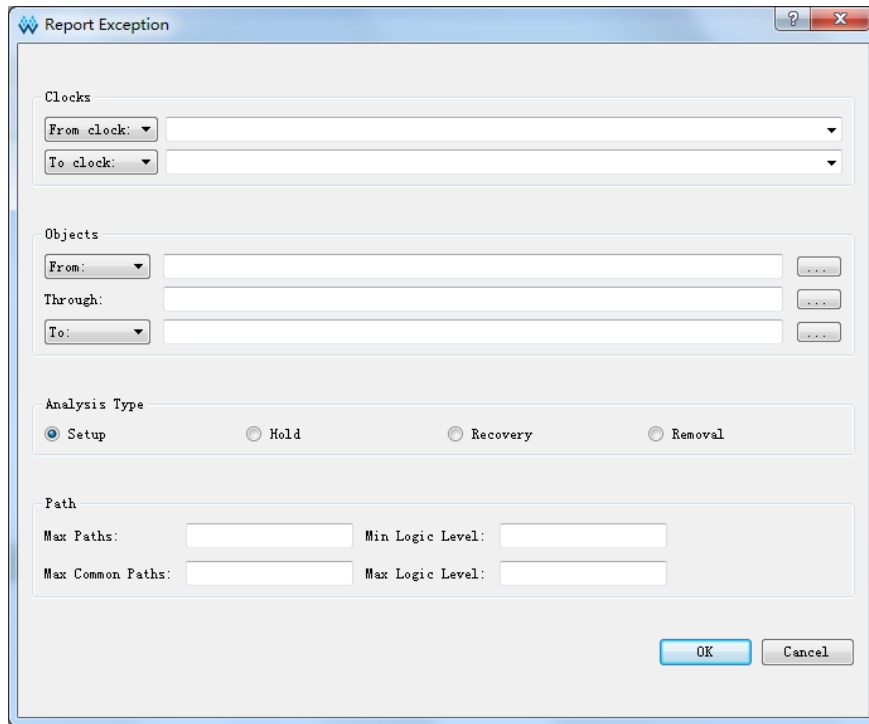 Report Exception
Clocks
From clock:
To clock:
Objects
From: ...
Through: ...
To: ...
Analysis Type
Setup Hold Recovery Removal
Path
Max Paths: Min Logic Level:
Max Common Paths: Max Logic Level:
OK Cancel